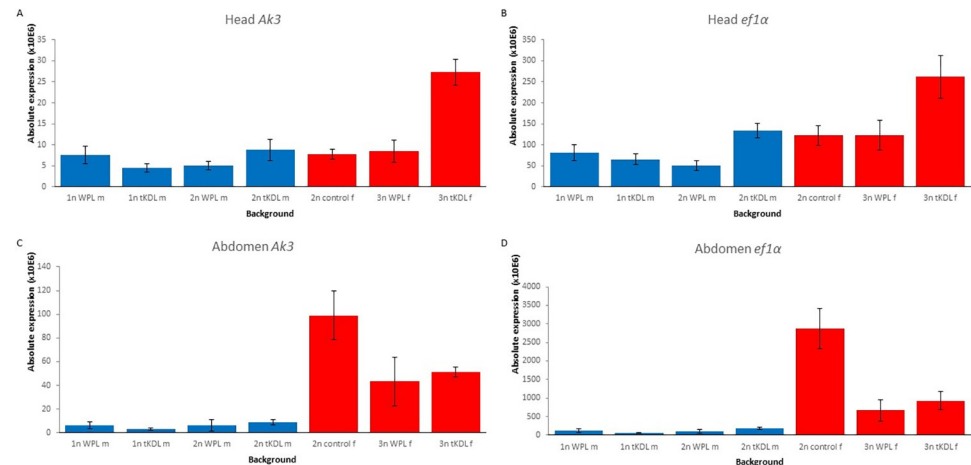 A
Head Ak3
Absolute expression (x10E6)
35
30
25
20
15
10
5
0
1n WPL m 1n tKDL m 2n WPL m 2n tKDL m 2n control f 3n WPL f 3n tKDL f
Background
B
Head ef1α
Absolute expression (x10E6)
350
300
250
200
150
100
50
0
1n WPL m 1n tKDL m 2n WPL m 2n tKDL m 2n control f 3n WPL f 3n tKDL f
Background
C
Abdomen Ak3
Absolute expression (x10E6)
140
120
100
80
60
40
20
0
1n WPL m 1n tKDL m 2n WPL m 2n tKDL m 2n control f 3n WPL f 3n tKDL f
Background
D
Abdomen ef1α
Absolute expression (x10E6)
4000
3500
3000
2500
2000
1500
1000
500
0
1n WPL m 1n tKDL m 2n WPL m 2n tKDL m 2n control f 3n WPL f 3n tKDL f
Background